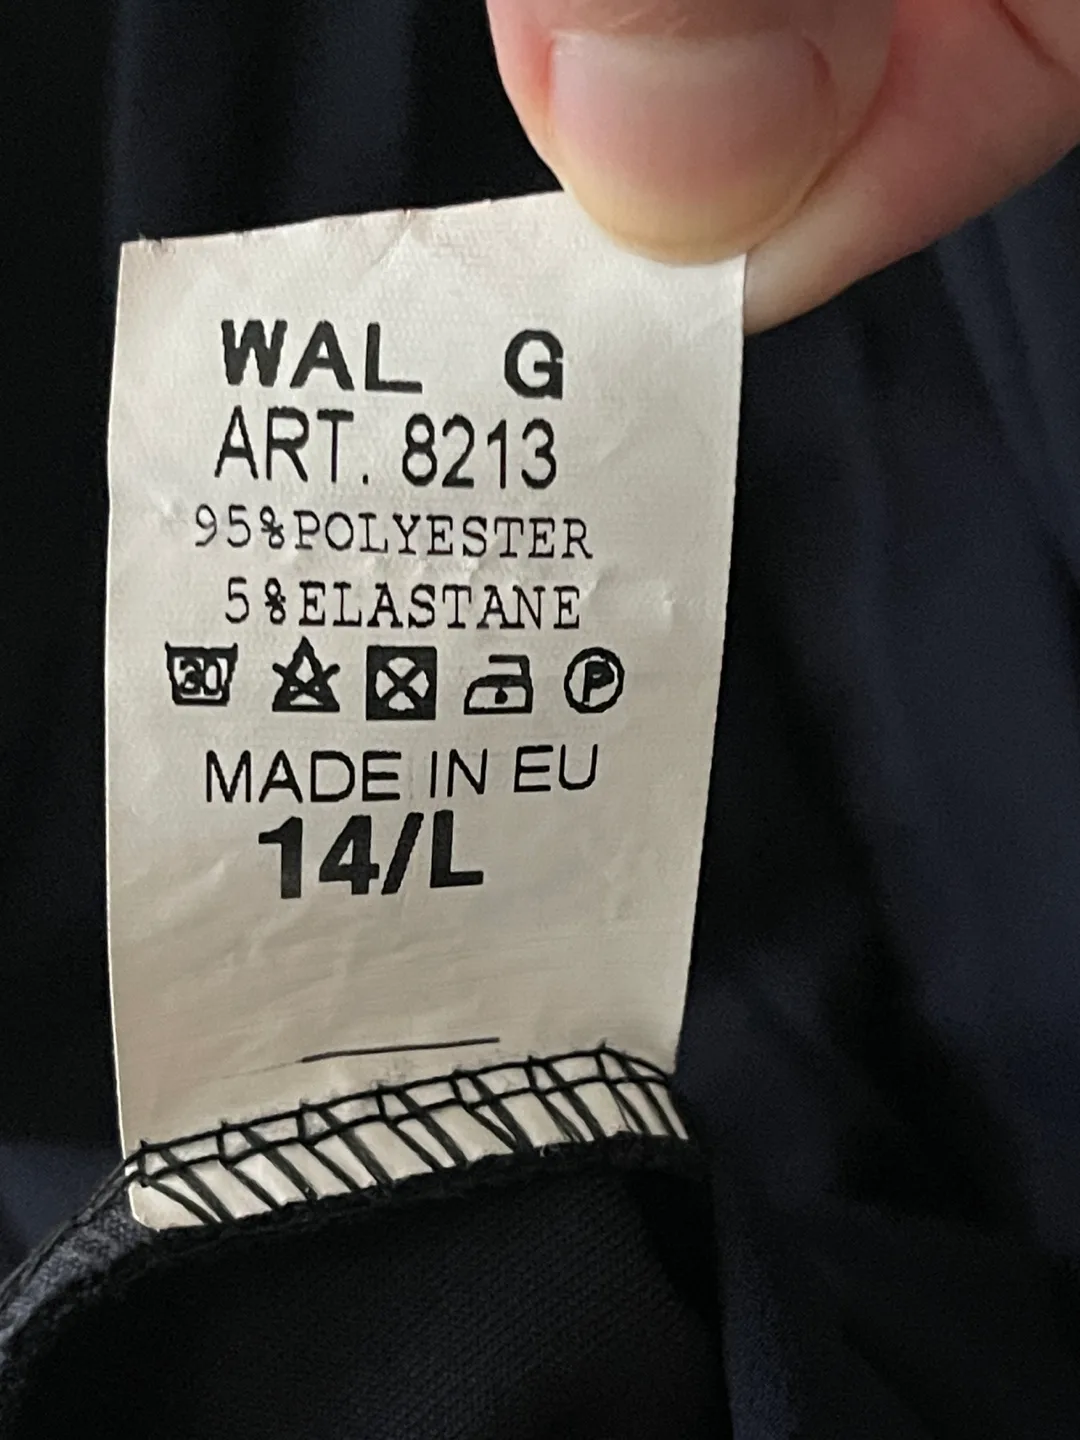 WAL G
ART. 8213
95%POLYESTER
5%ELASTANE
30 P
MADE IN EU
14/L